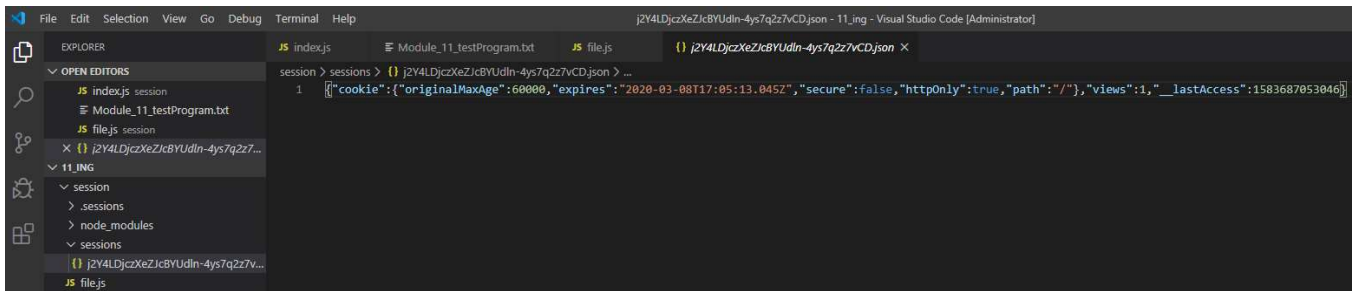 File Edit Selection View Go Debug Terminal Help j2Y4LDjczXeZJcBYUdln-4ys7q2z7vCD.json - 11_ing - Visual Studio Code [Administrator]
EXPLORER
JS index.js Module_11_testProgram.txt JS file.js {} j2Y4LDjczXeZJcBYUdln-4ys7q2z7vCD.json ×
OPEN EDITORS
JS index.js session
Module_11_testProgram.txt
JS file.js session
× {} j2Y4LDjczXeZJcBYUdln-4ys7q2z7...
11_ING
session
> .sessions
> node_modules
sessions
{} j2Y4LDjczXeZJcBYUdln-4ys7q2z7v...
JS file.js
session > sessions > {} j2Y4LDjczXeZJcBYUdln-4ys7q2z7vCD.json > ...
1 {"cookie":{"originalMaxAge":60000,"expires":"2020-03-08T17:05:13.045Z","secure":false,"httpOnly":true,"path":"/"},"views":1,"__lastAccess":1583687053046}